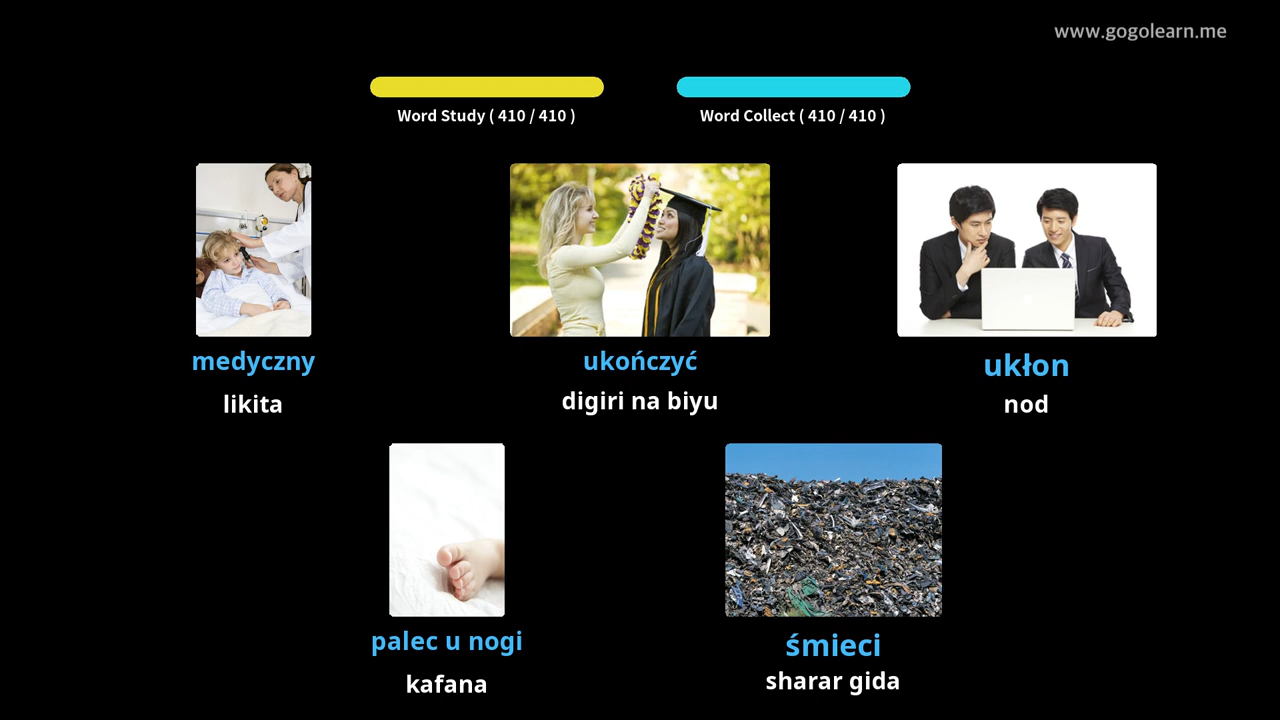 www.gogolearn.me
Word Study ( 410 / 410 )
Word Collect ( 410 / 410 )
medyczny
likita
ukończyć
digiri na biyu
ukłon
nod
palec u nogi
kafana
śmieci
sharar gida